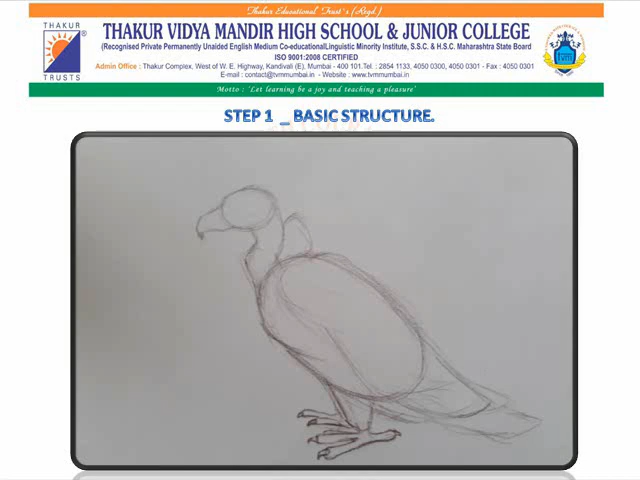 Thakur Educational Trust's (Regd.)
THAKUR
TRUSTS
®
THAKUR VIDYA MANDIR HIGH SCHOOL & JUNIOR COLLEGE
(Recognised Private Permanently Unaided English Medium Co-educationalLinguistic Minority Institute, S.S.C. & H.S.C. Maharashtra State Board
ISO 9001:2008 CERTIFIED
Admin Office : Thakur Complex, West of W. E. Highway, Kandivali (E), Mumbai - 400 101.Tel. : 2854 1133, 4050 0300, 4050 0301 - Fax : 4050 0301
E-mail : contact@tvmmumbai.in - Website : www.tvmmumbai.in
tvm
Motto : 'Let learning be a joy and teaching a pleasure'
STEP 1 _ BASIC STRUCTURE.